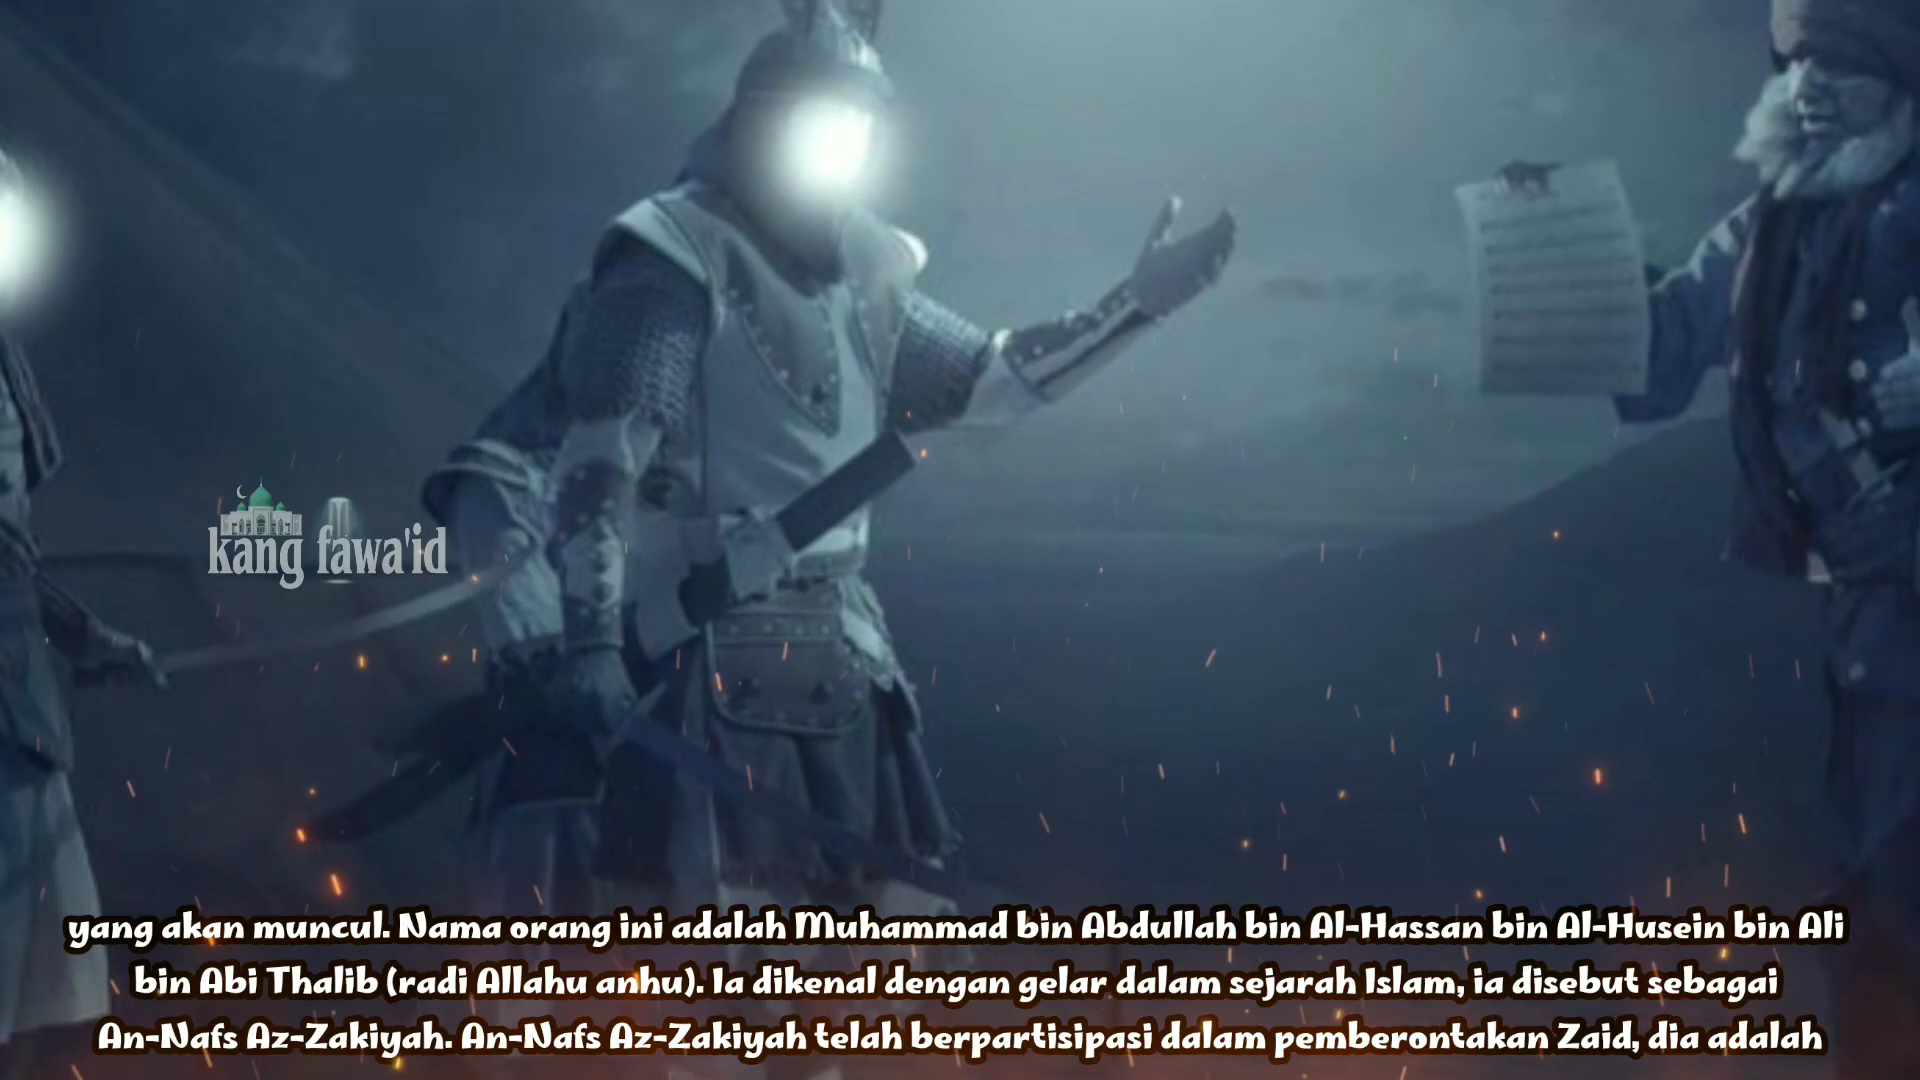 kang fawa'id
yang akan muncul. Nama orang ini adalah Muhammad bin Abdullah bin Al-Hassan bin Al-Husein bin Ali
bin Abi Thalib (radi Allahu anhu). Ia dikenal dengan gelar dalam sejarah Islam, ia disebut sebagai
An-Nafs Az-Zakiyah. An-Nafs Az-Zakiyah telah berpartisipasi dalam pemberontakan Zaid, dia adalah